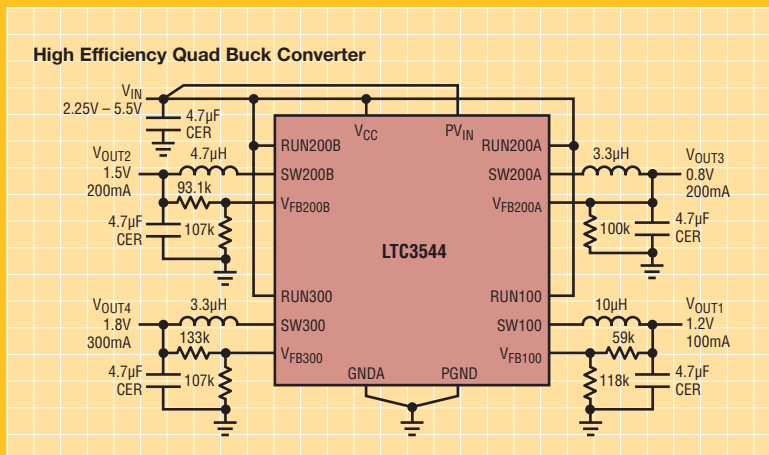 High Efficiency Quad Buck Converter
VIN
2.25V – 5.5V
4.7µF
CER
VCC
PVIN
RUN200B
RUN200A
VOUT2
1.5V
200mA
4.7µH
SW200B
SW200A
3.3µH
VOUT3
0.8V
200mA
93.1k
VFB200B
VFB200A
4.7µF
CER
107k
100k
4.7µF
CER
LTC3544
RUN300
RUN100
VOUT4
1.8V
300mA
3.3µH
SW300
SW100
10µH
VOUT1
1.2V
100mA
133k
VFB300
VFB100
59k
4.7µF
CER
107k
GNDA
PGND
118k
4.7µF
CER